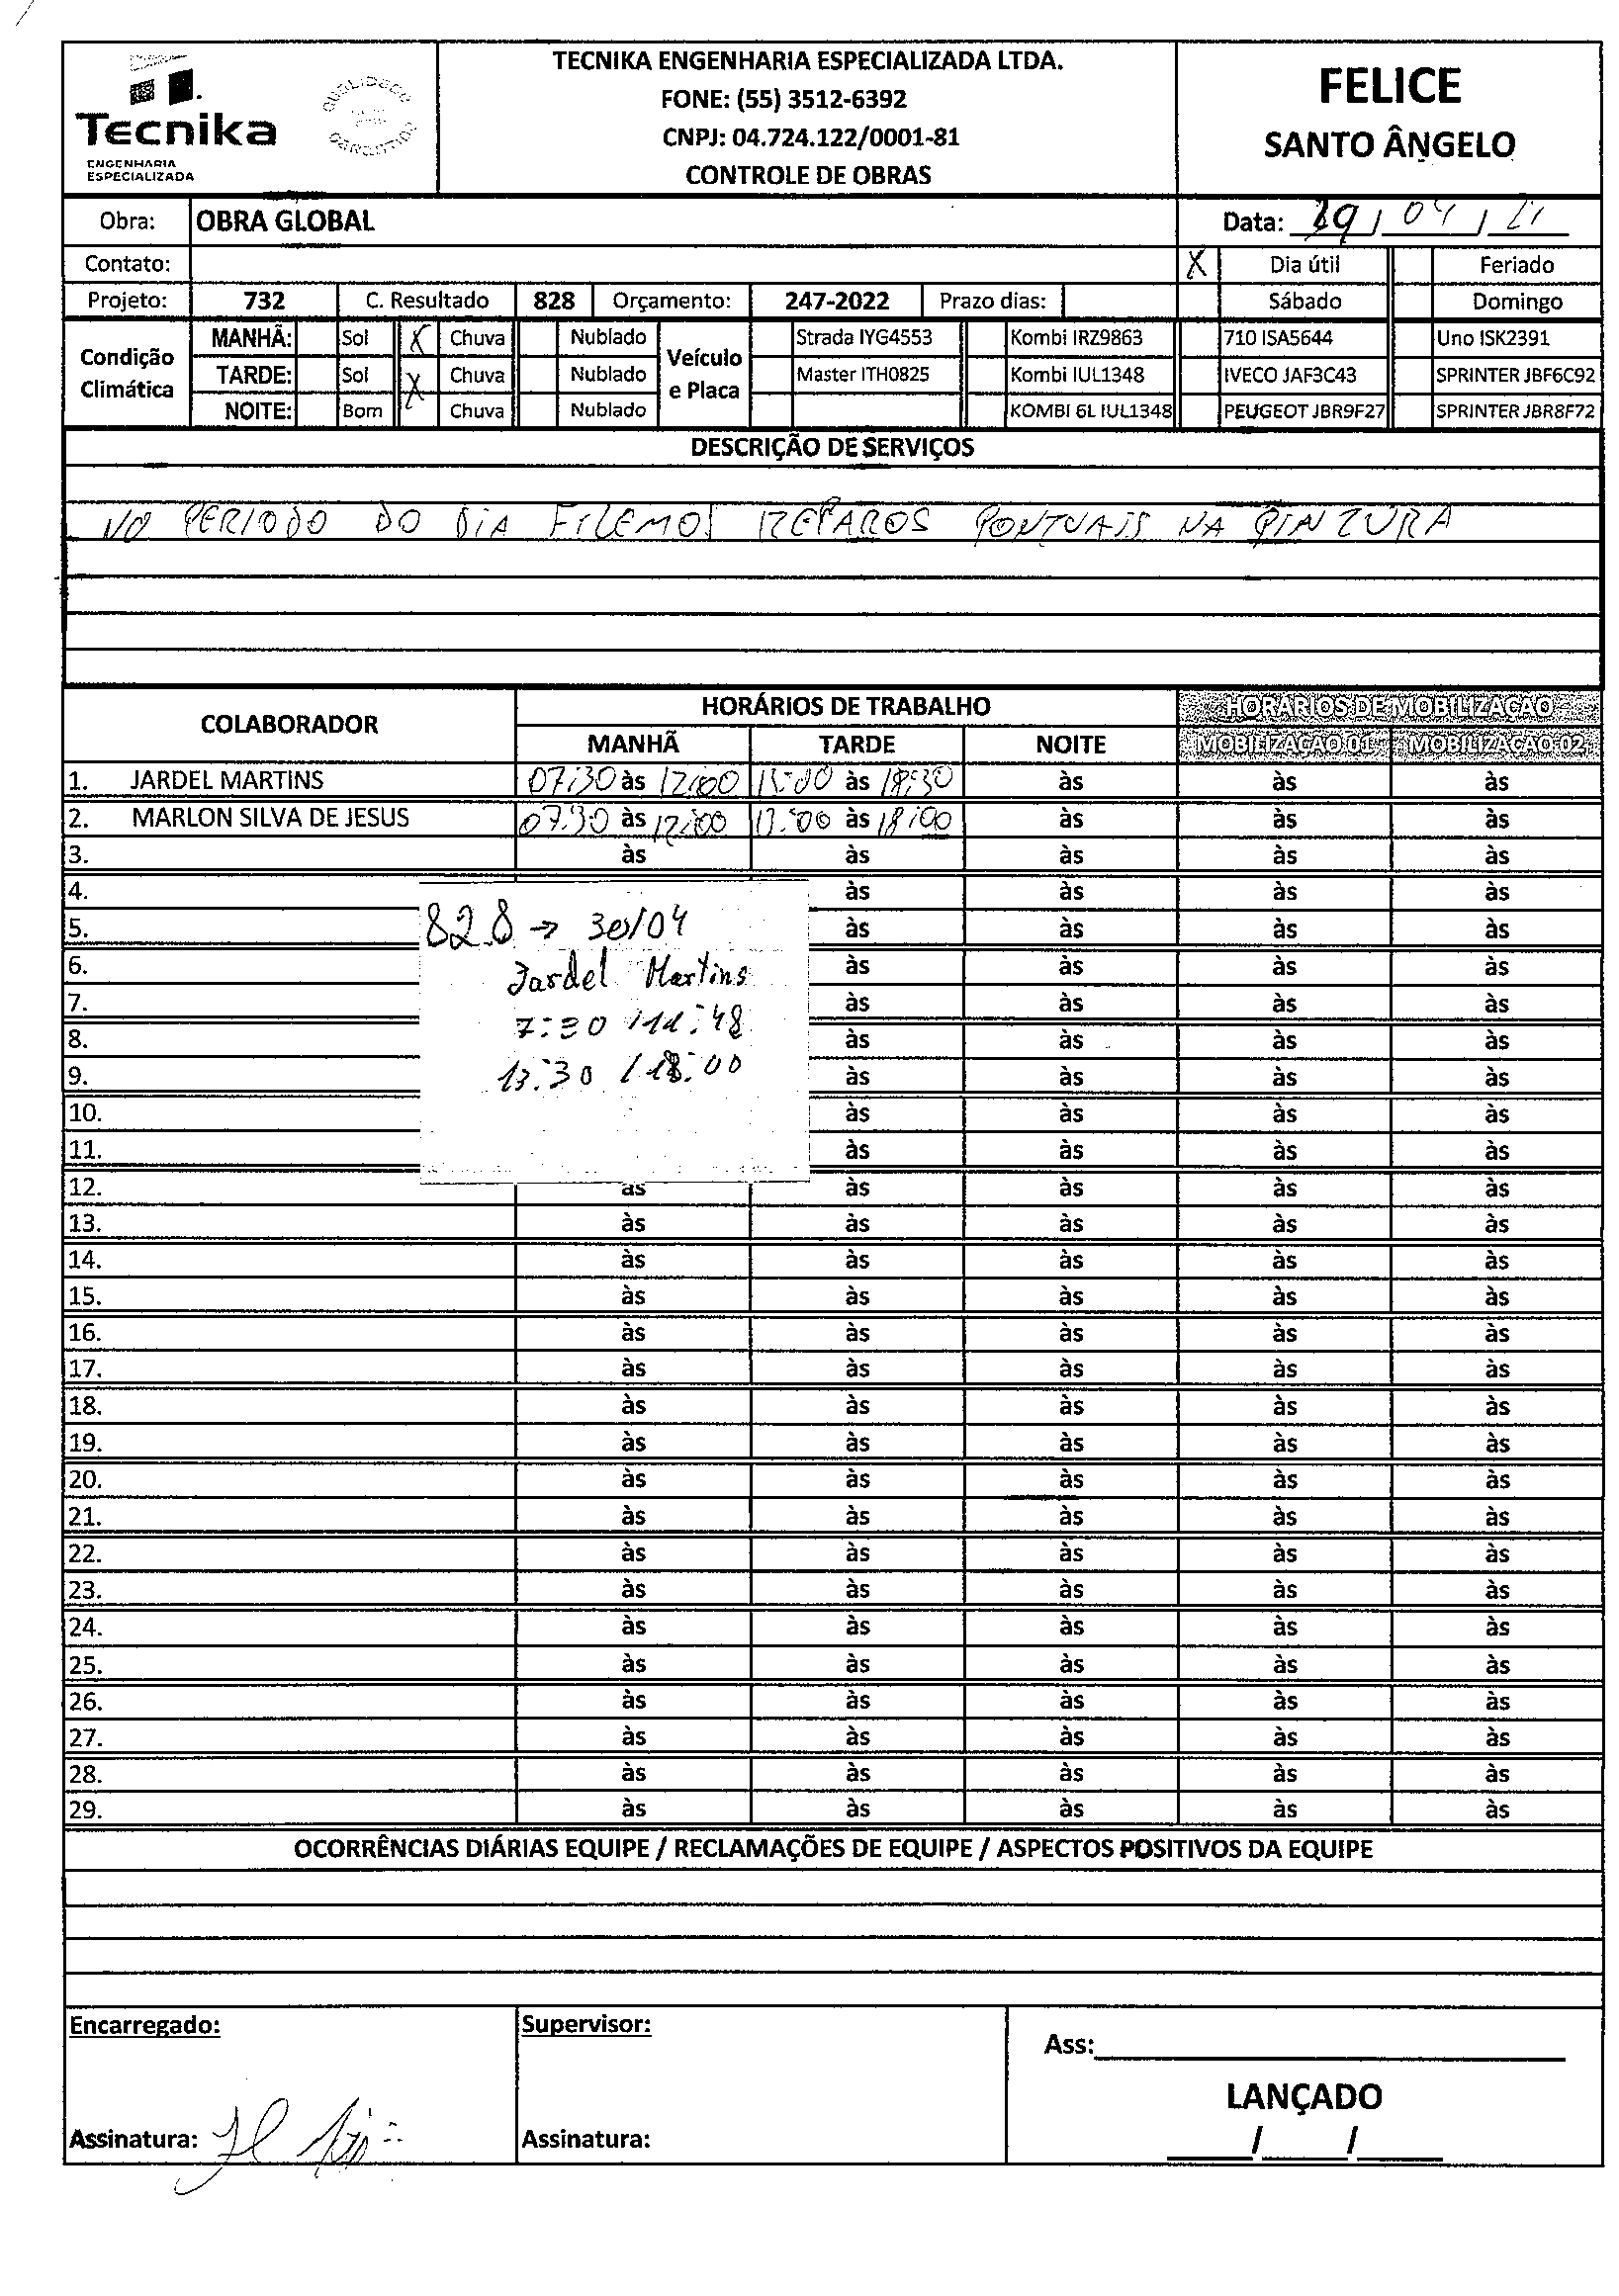 Tecnika
ENGENHARIA
ESPECIALIZADA
TECNIKA ENGENHARIA ESPECIALIZADA LTDA.
FONE: (55) 3512-6392
CNPJ: 04.724.122/0001-81
CONTROLE DE OBRAS
FELICE
SANTO ÂNGELO
Obra: OBRA GLOBAL Data: 29/04/
Contato: X Dia útil Feriado
Projeto: 732 C. Resultado 828 Orçamento: 247-2022 Prazo dias: Sábado Domingo
Condição Climática
MANHÃ: Sol X Chuva Nublado
TARDE: Sol X Chuva Nublado
NOITE: Bom Chuva Nublado
Veículo e Placa
Strada IYG4553 Kombi IRZ9863 710 ISA5644 Uno ISK2391
Master ITH0825 Kombi IUL1348 IVECO JAF3C43 SPRINTER JBF6C92
KOMBI 6L IUL1348 PEUGEOT JBR9F27 SPRINTER JBR8F72
DESCRIÇÃO DE SERVIÇOS
NO PERIODO DO DIA FIZEMOS REPAROS PONTUAIS NA PINTURA
COLABORADOR HORÁRIOS DE TRABALHO HORÁRIOS DE MOBILIZAÇÃO
MANHÃ TARDE NOITE MOBILIZAÇÃO 01 MOBILIZAÇÃO 02
1. JARDEL MARTINS 07:30 às 12:00 13:00 às 18:30 às às às
2. MARLON SILVA DE JESUS 07:30 às 12:00 13:00 às 18:00 às às às
3. às às às às às
4. às às às às
5. às às às às
6. às às às às
7. às às às às
8. às às às às
9. às às às às
10. às às às às
11. às às às às
828 → 30/04
Jardel Martins
7:30 / 11:48
13:30 / 18:00
12. às às às às às
13. às às às às às
14. às às às às às
15. às às às às às
16. às às às às às
17. às às às às às
18. às às às às às
19. às às às às às
20. às às às às às
21. às às às às às
22. às às às às às
23. às às às às às
24. às às às às às
25. às às às às às
26. às às às às às
27. às às às às às
28. às às às às às
29. às às às às às
OCORRÊNCIAS DIÁRIAS EQUIPE / RECLAMAÇÕES DE EQUIPE / ASPECTOS POSITIVOS DA EQUIPE
Encarregado: Supervisor: Ass:
LANÇADO
Assinatura: Assinatura: / /